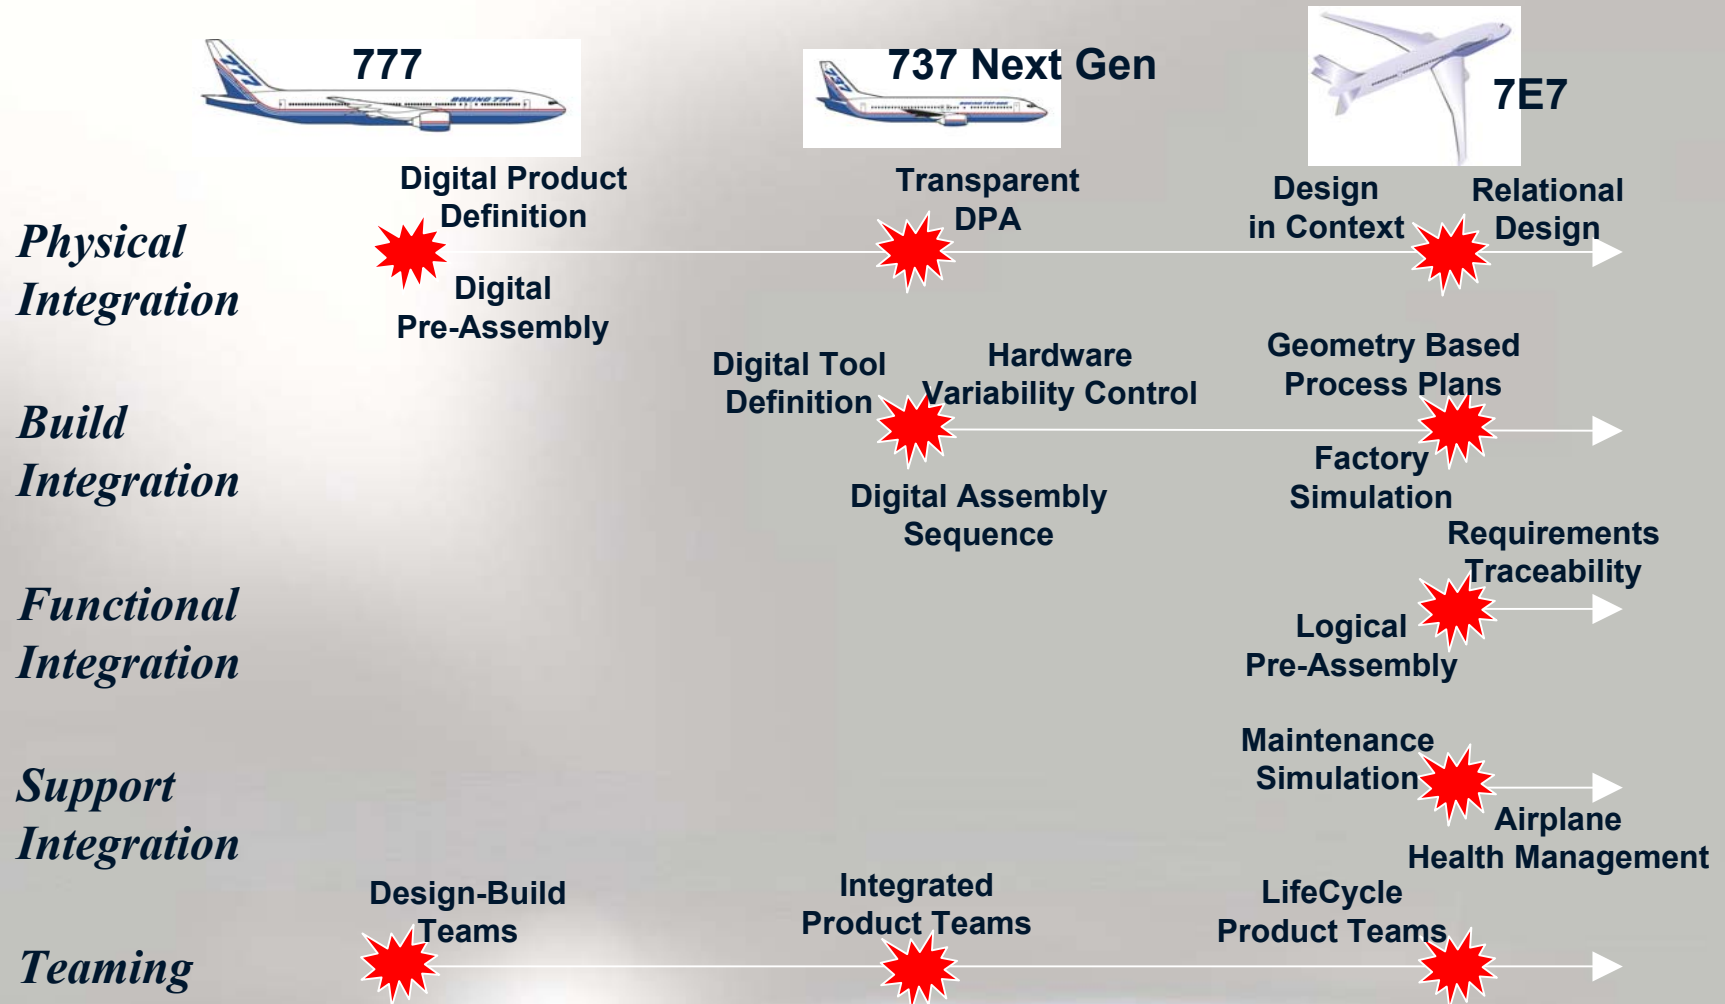 777
737 Next Gen
7E7
777
BOEING 777
Digital Product
Definition
Transparent
DPA
Design
in Context
Relational
Design
Physical
Integration
Digital
Pre-Assembly
Digital Tool
Definition
Hardware
Variability Control
Geometry Based
Process Plans
Build
Integration
Digital Assembly
Sequence
Factory
Simulation
Requirements
Traceability
Functional
Integration
Logical
Pre-Assembly
Maintenance
Simulation
Support
Integration
Airplane
Health Management
Design-Build
Teams
Integrated
Product Teams
LifeCycle
Product Teams
Teaming